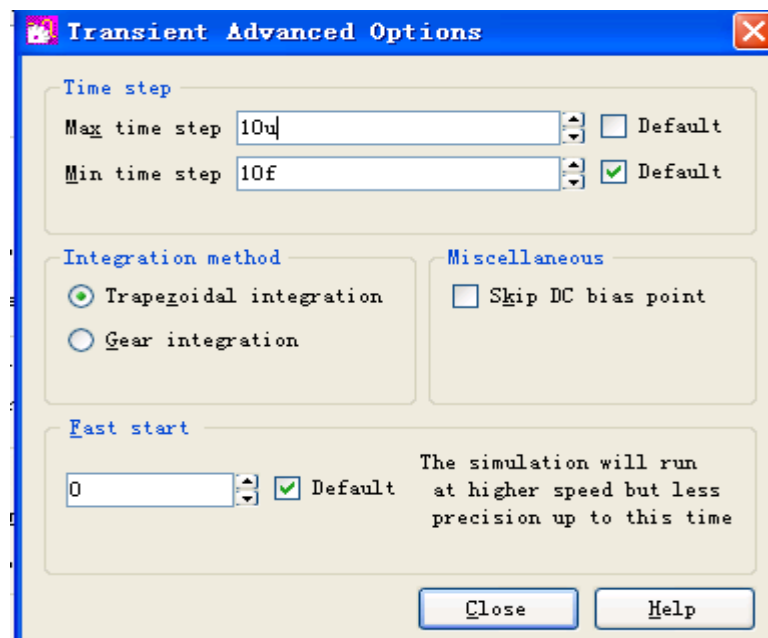 Transient Advanced Options
Time step
Max time step 10u Default
Min time step 10f Default
Integration method
Trapezoidal integration
Gear integration
Miscellaneous
Skip DC bias point
Fast start
0 Default
The simulation will run
at higher speed but less
precision up to this time
Close Help